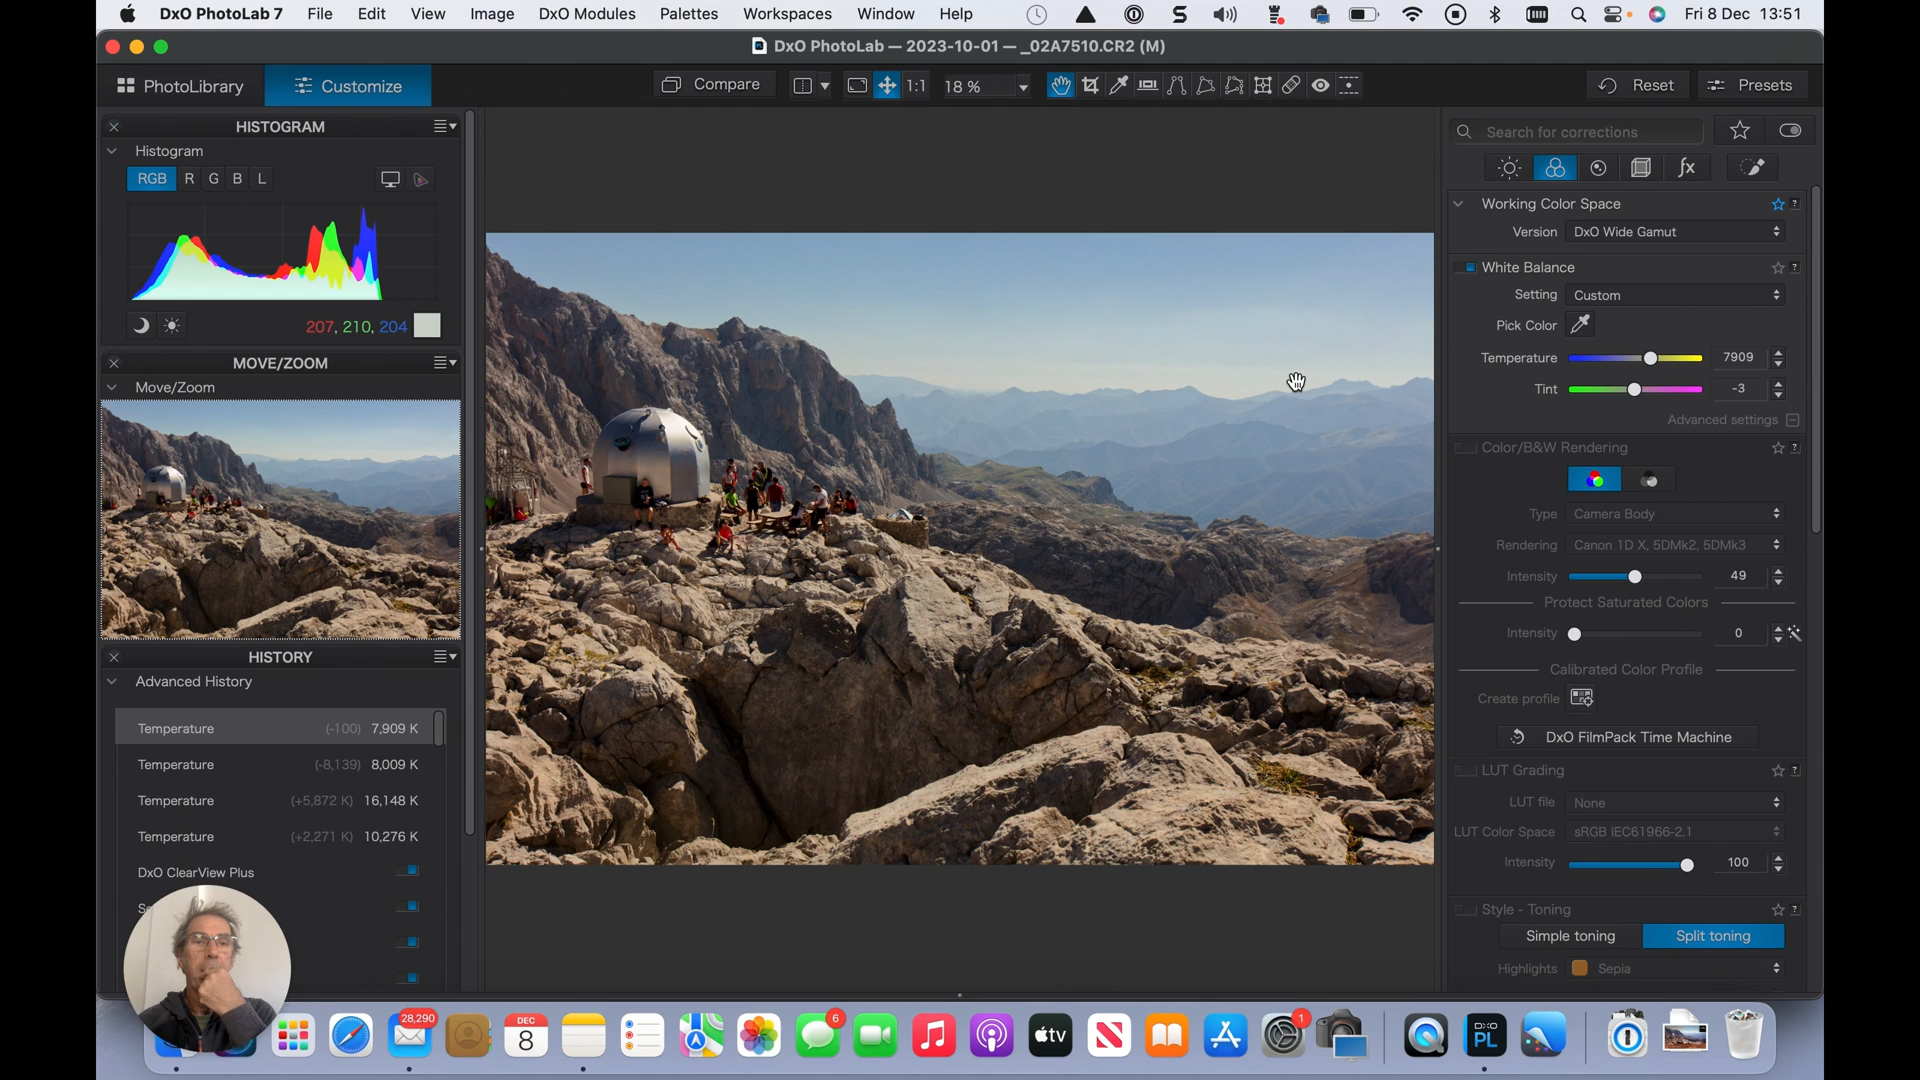 DxO PhotoLab 7 File Edit View Image DxO Modules Palettes Workspaces Window Help Fri 8 Dec 13:51
DxO PhotoLab — 2023-10-01 — _02A7510.CR2 (M)
PhotoLibrary Customize Compare 1:1 18 % Reset Presets
HISTOGRAM
Histogram
RGB R G B L
207, 210, 204
MOVE/ZOOM
Move/Zoom
HISTORY
Advanced History
Temperature (-100) 7,909 K
Temperature (-8,139) 8,009 K
Temperature (+5,872 K) 16,148 K
Temperature (+2,271 K) 10,276 K
DxO ClearView Plus
Search for corrections
fx
Working Color Space ?
Version DxO Wide Gamut
White Balance ?
Setting Custom
Pick Color
Temperature 7909
Tint -3
Advanced settings
Color/B&W Rendering ?
Type Camera Body
Rendering Canon 1D X, 5DMk2, 5DMk3
Intensity 49
Protect Saturated Colors
Intensity 0
Calibrated Color Profile
Create profile
DxO FilmPack Time Machine
LUT Grading ?
LUT file None
LUT Color Space sRGB IEC61966-2.1
Intensity 100
Style - Toning ?
Simple toning Split toning
Highlights Sepia
28,290 DEC 8 6 tv 1 DXO PL